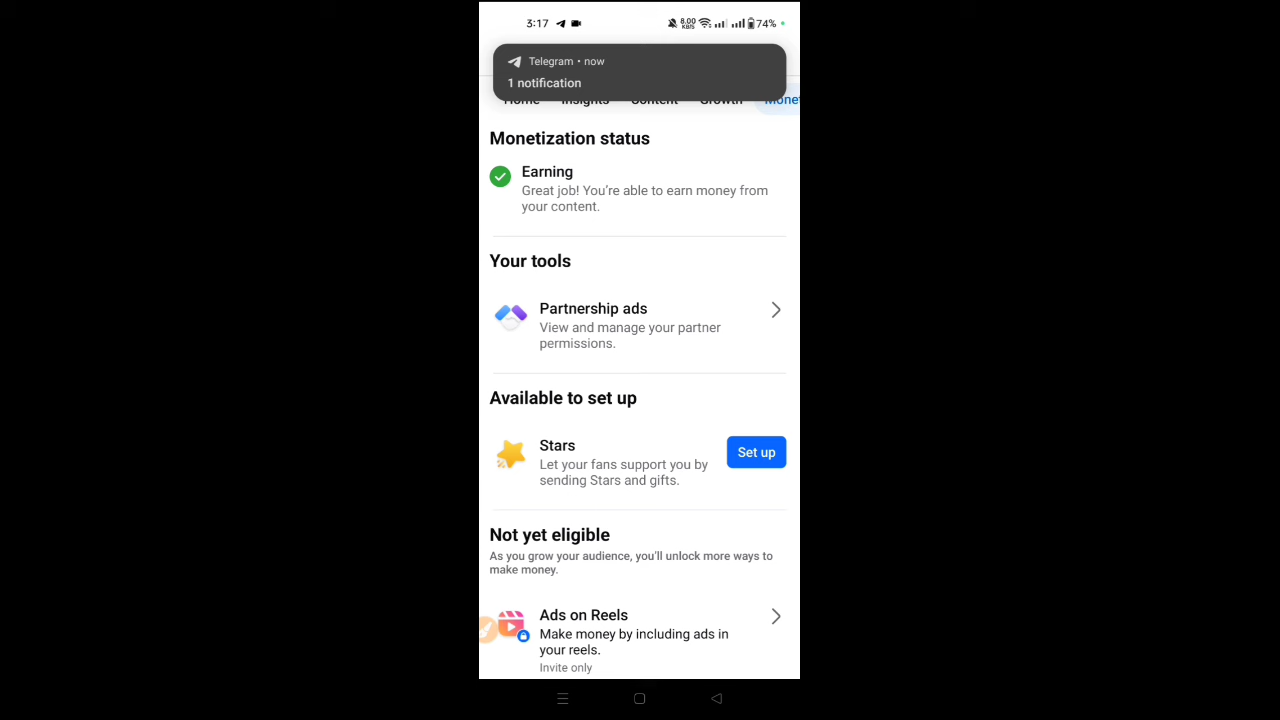 3:17
8.00 KB/S
74%
Telegram • now
1 notification
Home Insights Content Growth Monet
Monetization status
Earning
Great job! You're able to earn money from
your content.
Your tools
Partnership ads
View and manage your partner
permissions.
Available to set up
Stars
Let your fans support you by
sending Stars and gifts.
Set up
Not yet eligible
As you grow your audience, you'll unlock more ways to
make money.
Ads on Reels
Make money by including ads in
your reels.
Invite only